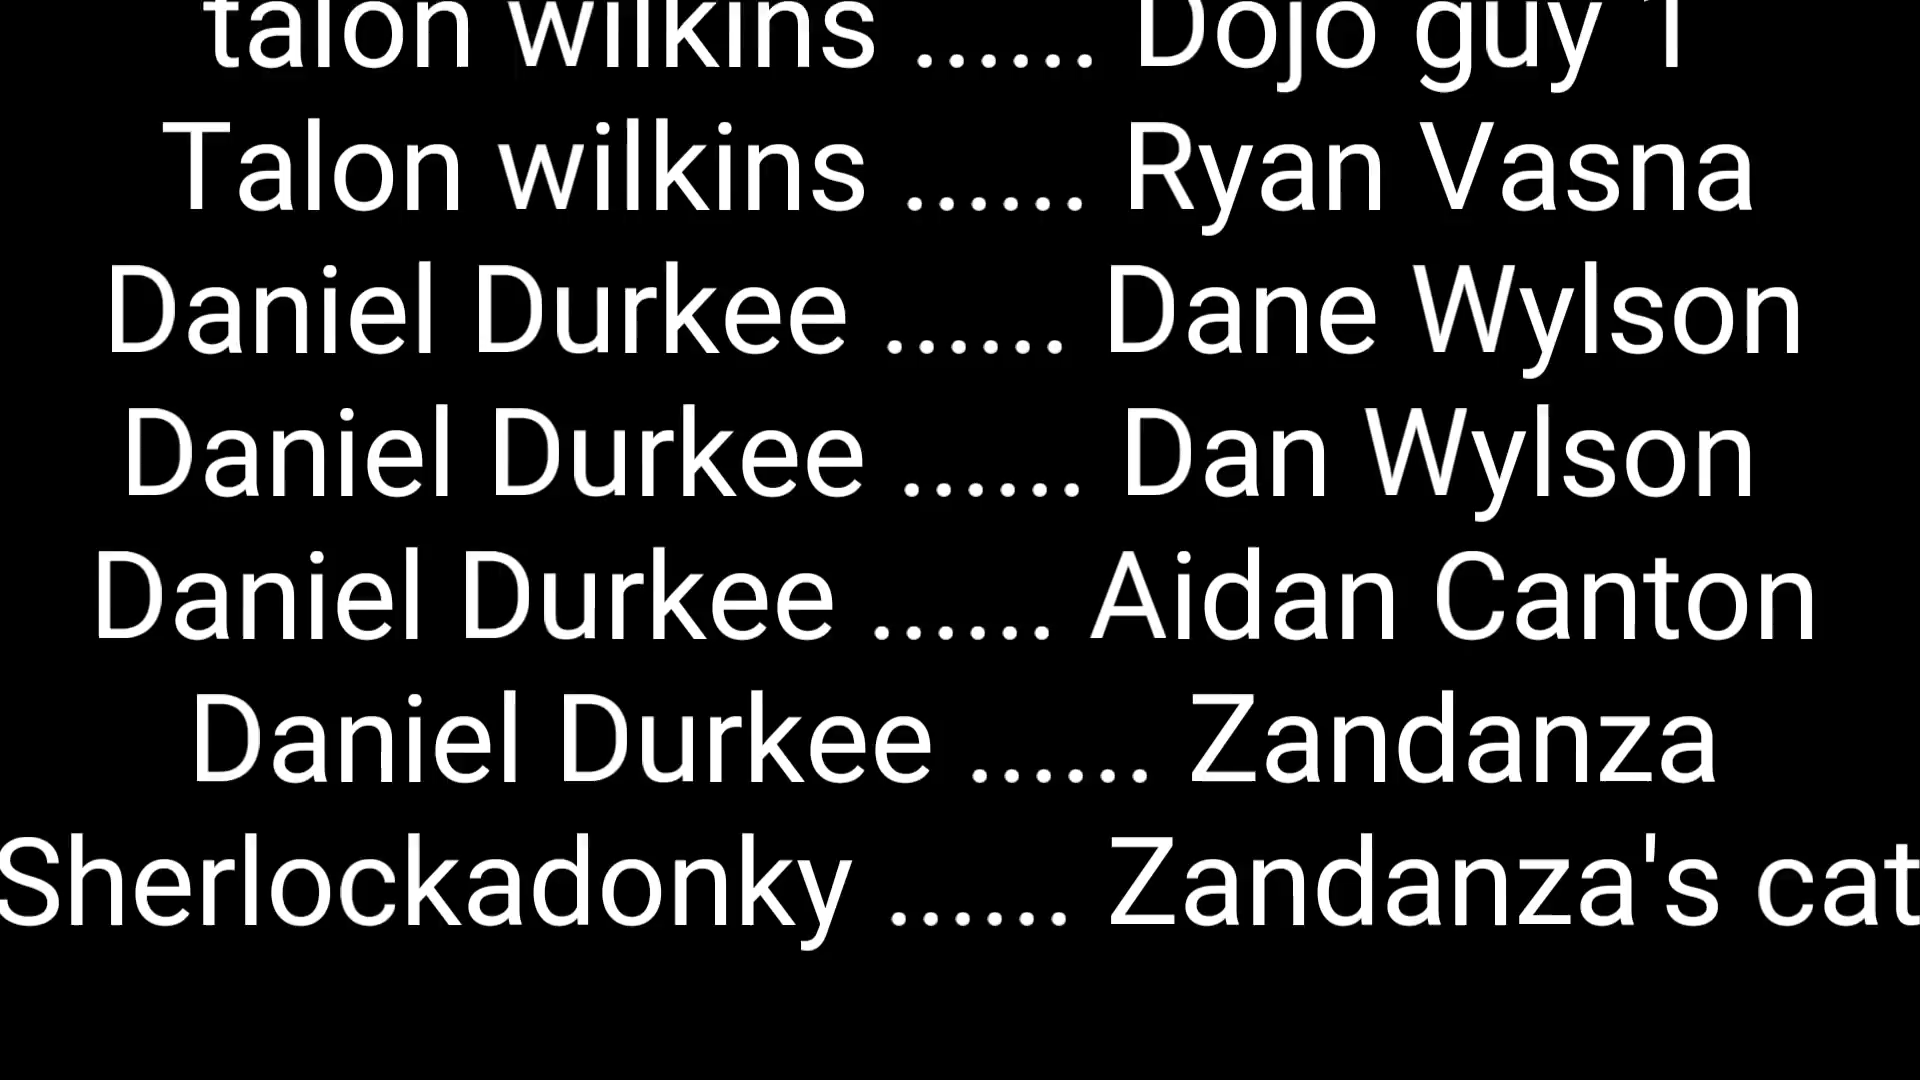 talon wilkins ...... Dojo guy 1
Talon wilkins ...... Ryan Vasna
Daniel Durkee ...... Dane Wylson
Daniel Durkee ...... Dan Wylson
Daniel Durkee ...... Aidan Canton
Daniel Durkee ...... Zandanza
Sherlockadonky ...... Zandanza's cat